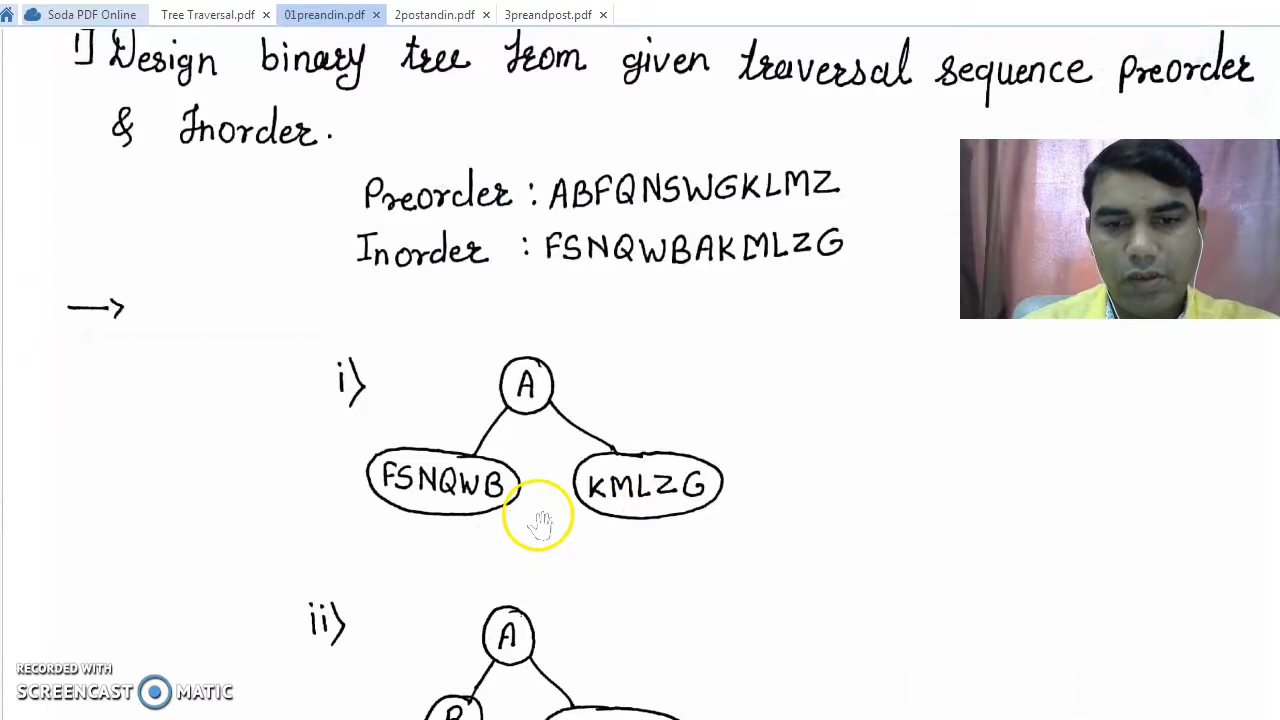 Soda PDF Online Tree Traversal.pdf × 01preandin.pdf × 2postandin.pdf × 3preandpost.pdf ×
1] Design binary tree from given traversal sequence Preorder
& Inorder.
Preorder : ABFQNSWGKLMZ
Inorder : FSNQWBAKMLZG
i)
A
FSNQWB KMLZG
ii)
A
B
RECORDED WITH
SCREENCAST MATIC